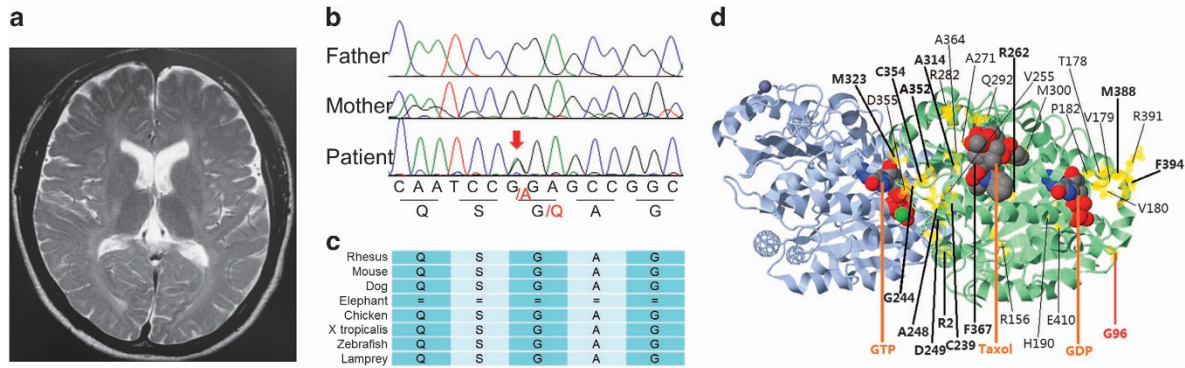 a
b
Father
Mother
Patient
C A A T C C G G A G C C G G C
/A
Q S G/Q A G
c
Rhesus Q S G A G
Mouse Q S G A G
Dog Q S G A G
Elephant = = = = =
Chicken Q S G A G
X tropicalis Q S G A G
Zebrafish Q S G A G
Lamprey Q S G A G
d
A364
A314
R282
A271
R262
Q292
V255
M300
T178
P182
V179
M388
R391
F394
V180
M323
C354
D355
A352
G244
A248
D249
R2
C239
F367
R156
H190
E410
G96
GTP
Taxol
GDP